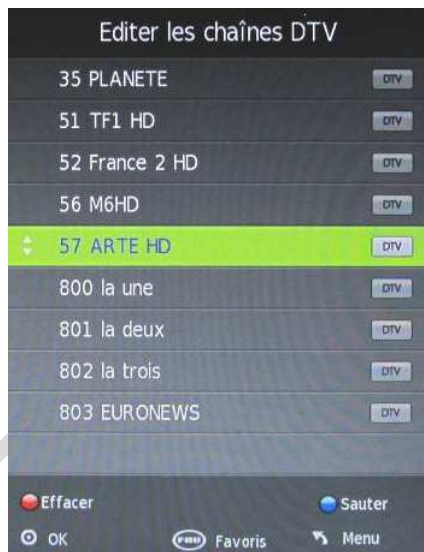 Editer les chaînes DTV
35 PLANETE DTV
51 TF1 HD DTV
52 France 2 HD DTV
56 M6HD DTV
57 ARTE HD DTV
800 la une DTV
801 la deux DTV
802 la trois DTV
803 EURONEWS DTV
Effacer Sauter
OK FAV Favoris Menu